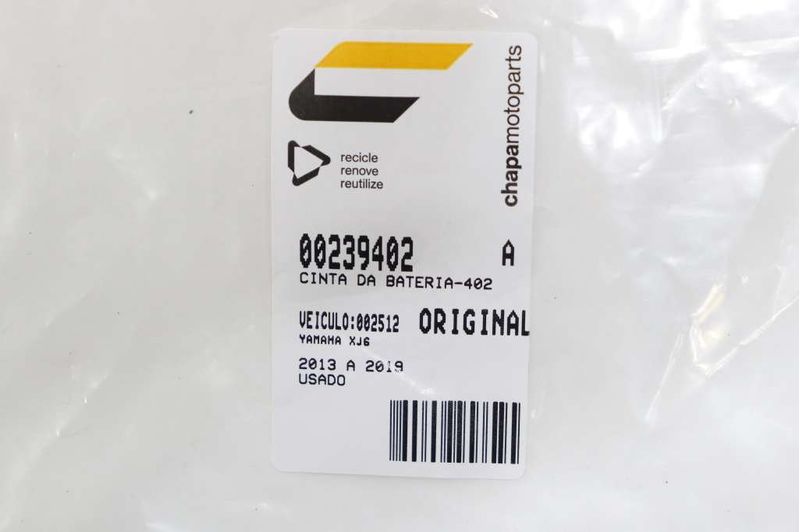 chapamotoparts
recicle
renove
reutilize
00239402 A
CINTA DA BATERIA-402
VEICULO:002512 ORIGINAL
YAMAHA XJ6
2013 A 2019
USADO